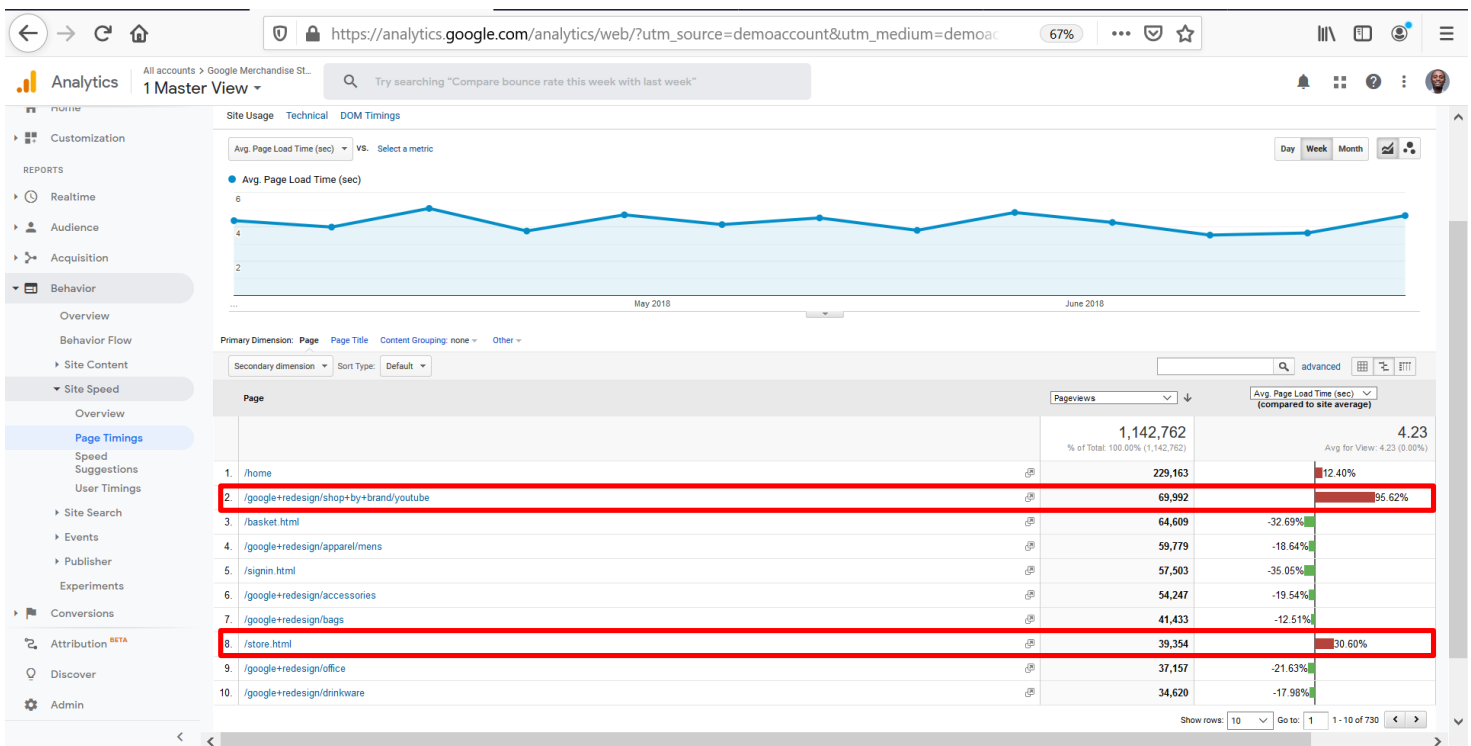 https://analytics.google.com/analytics/web/?utm_source=demoaccount&utm_medium=demoac
67%
Analytics
All accounts > Google Merchandise St...
1 Master View
Try searching "Compare bounce rate this week with last week"
Home
Customization
REPORTS
Realtime
Audience
Acquisition
Behavior
Overview
Behavior Flow
Site Content
Site Speed
Overview
Page Timings
Speed
Suggestions
User Timings
Site Search
Events
Publisher
Experiments
Conversions
Attribution BETA
Discover
Admin
Site Usage Technical DOM Timings
Avg. Page Load Time (sec) VS. Select a metric
Day Week Month
Avg. Page Load Time (sec)
6
4
2
... May 2018 June 2018
Primary Dimension: Page Page Title Content Grouping: none Other
Secondary dimension Sort Type: Default
advanced
Page Pageviews Avg. Page Load Time (sec)
(compared to site average)
1,142,762 4.23
% of Total: 100.00% (1,142,762) Avg for View: 4.23 (0.00%)
1. /home 229,163 12.40%
2. /google+redesign/shop+by+brand/youtube 69,992 95.62%
3. /basket.html 64,609 -32.69%
4. /google+redesign/apparel/mens 59,779 -18.64%
5. /signin.html 57,503 -35.05%
6. /google+redesign/accessories 54,247 -19.54%
7. /google+redesign/bags 41,433 -12.51%
8. /store.html 39,354 30.60%
9. /google+redesign/office 37,157 -21.63%
10. /google+redesign/drinkware 34,620 -17.98%
Show rows: 10 Go to: 1 1 - 10 of 730